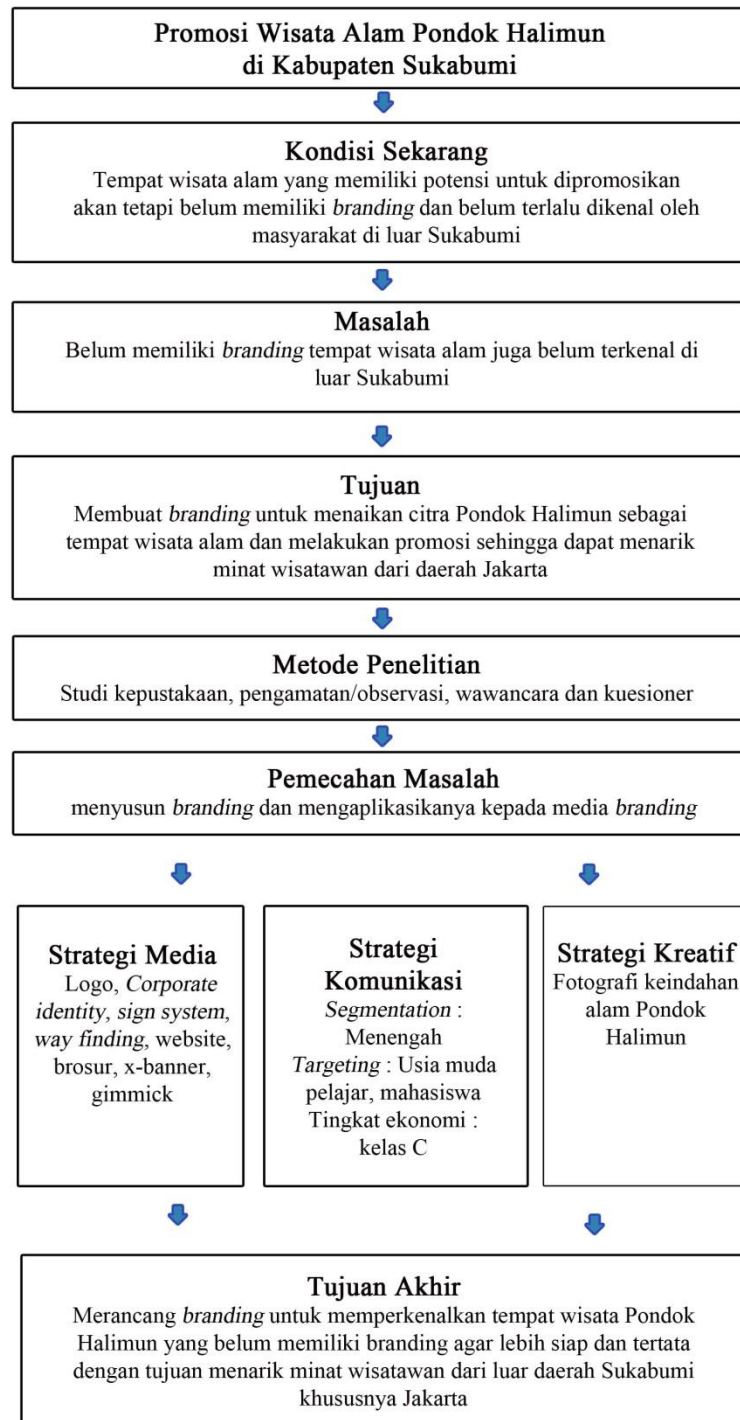 Promosi Wisata Alam Pondok Halimun
di Kabupaten Sukabumi
Kondisi Sekarang
Tempat wisata alam yang memiliki potensi untuk dipromosikan
akan tetapi belum memiliki branding dan belum terlalu dikenal oleh
masyarakat di luar Sukabumi
Masalah
Belum memiliki branding tempat wisata alam juga belum terkenal di
luar Sukabumi
Tujuan
Membuat branding untuk menaikan citra Pondok Halimun sebagai
tempat wisata alam dan melakukan promosi sehingga dapat menarik
minat wisatawan dari daerah Jakarta
Metode Penelitian
Studi kepustakaan, pengamatan/observasi, wawancara dan kuesioner
Pemecahan Masalah
menyusun branding dan mengaplikasikanya kepada media branding
Strategi Media
Logo, Corporate
identity, sign system,
way finding, website,
brosur, x-banner,
gimmick
Strategi
Komunikasi
Segmentation :
Menengah
Targeting : Usia muda
pelajar, mahasiswa
Tingkat ekonomi :
kelas C
Strategi Kreatif
Fotografi keindahan
alam Pondok
Halimun
Tujuan Akhir
Merancang branding untuk memperkenalkan tempat wisata Pondok
Halimun yang belum memiliki branding agar lebih siap dan tertata
dengan tujuan menarik minat wisatawan dari luar daerah Sukabumi
khususnya Jakarta